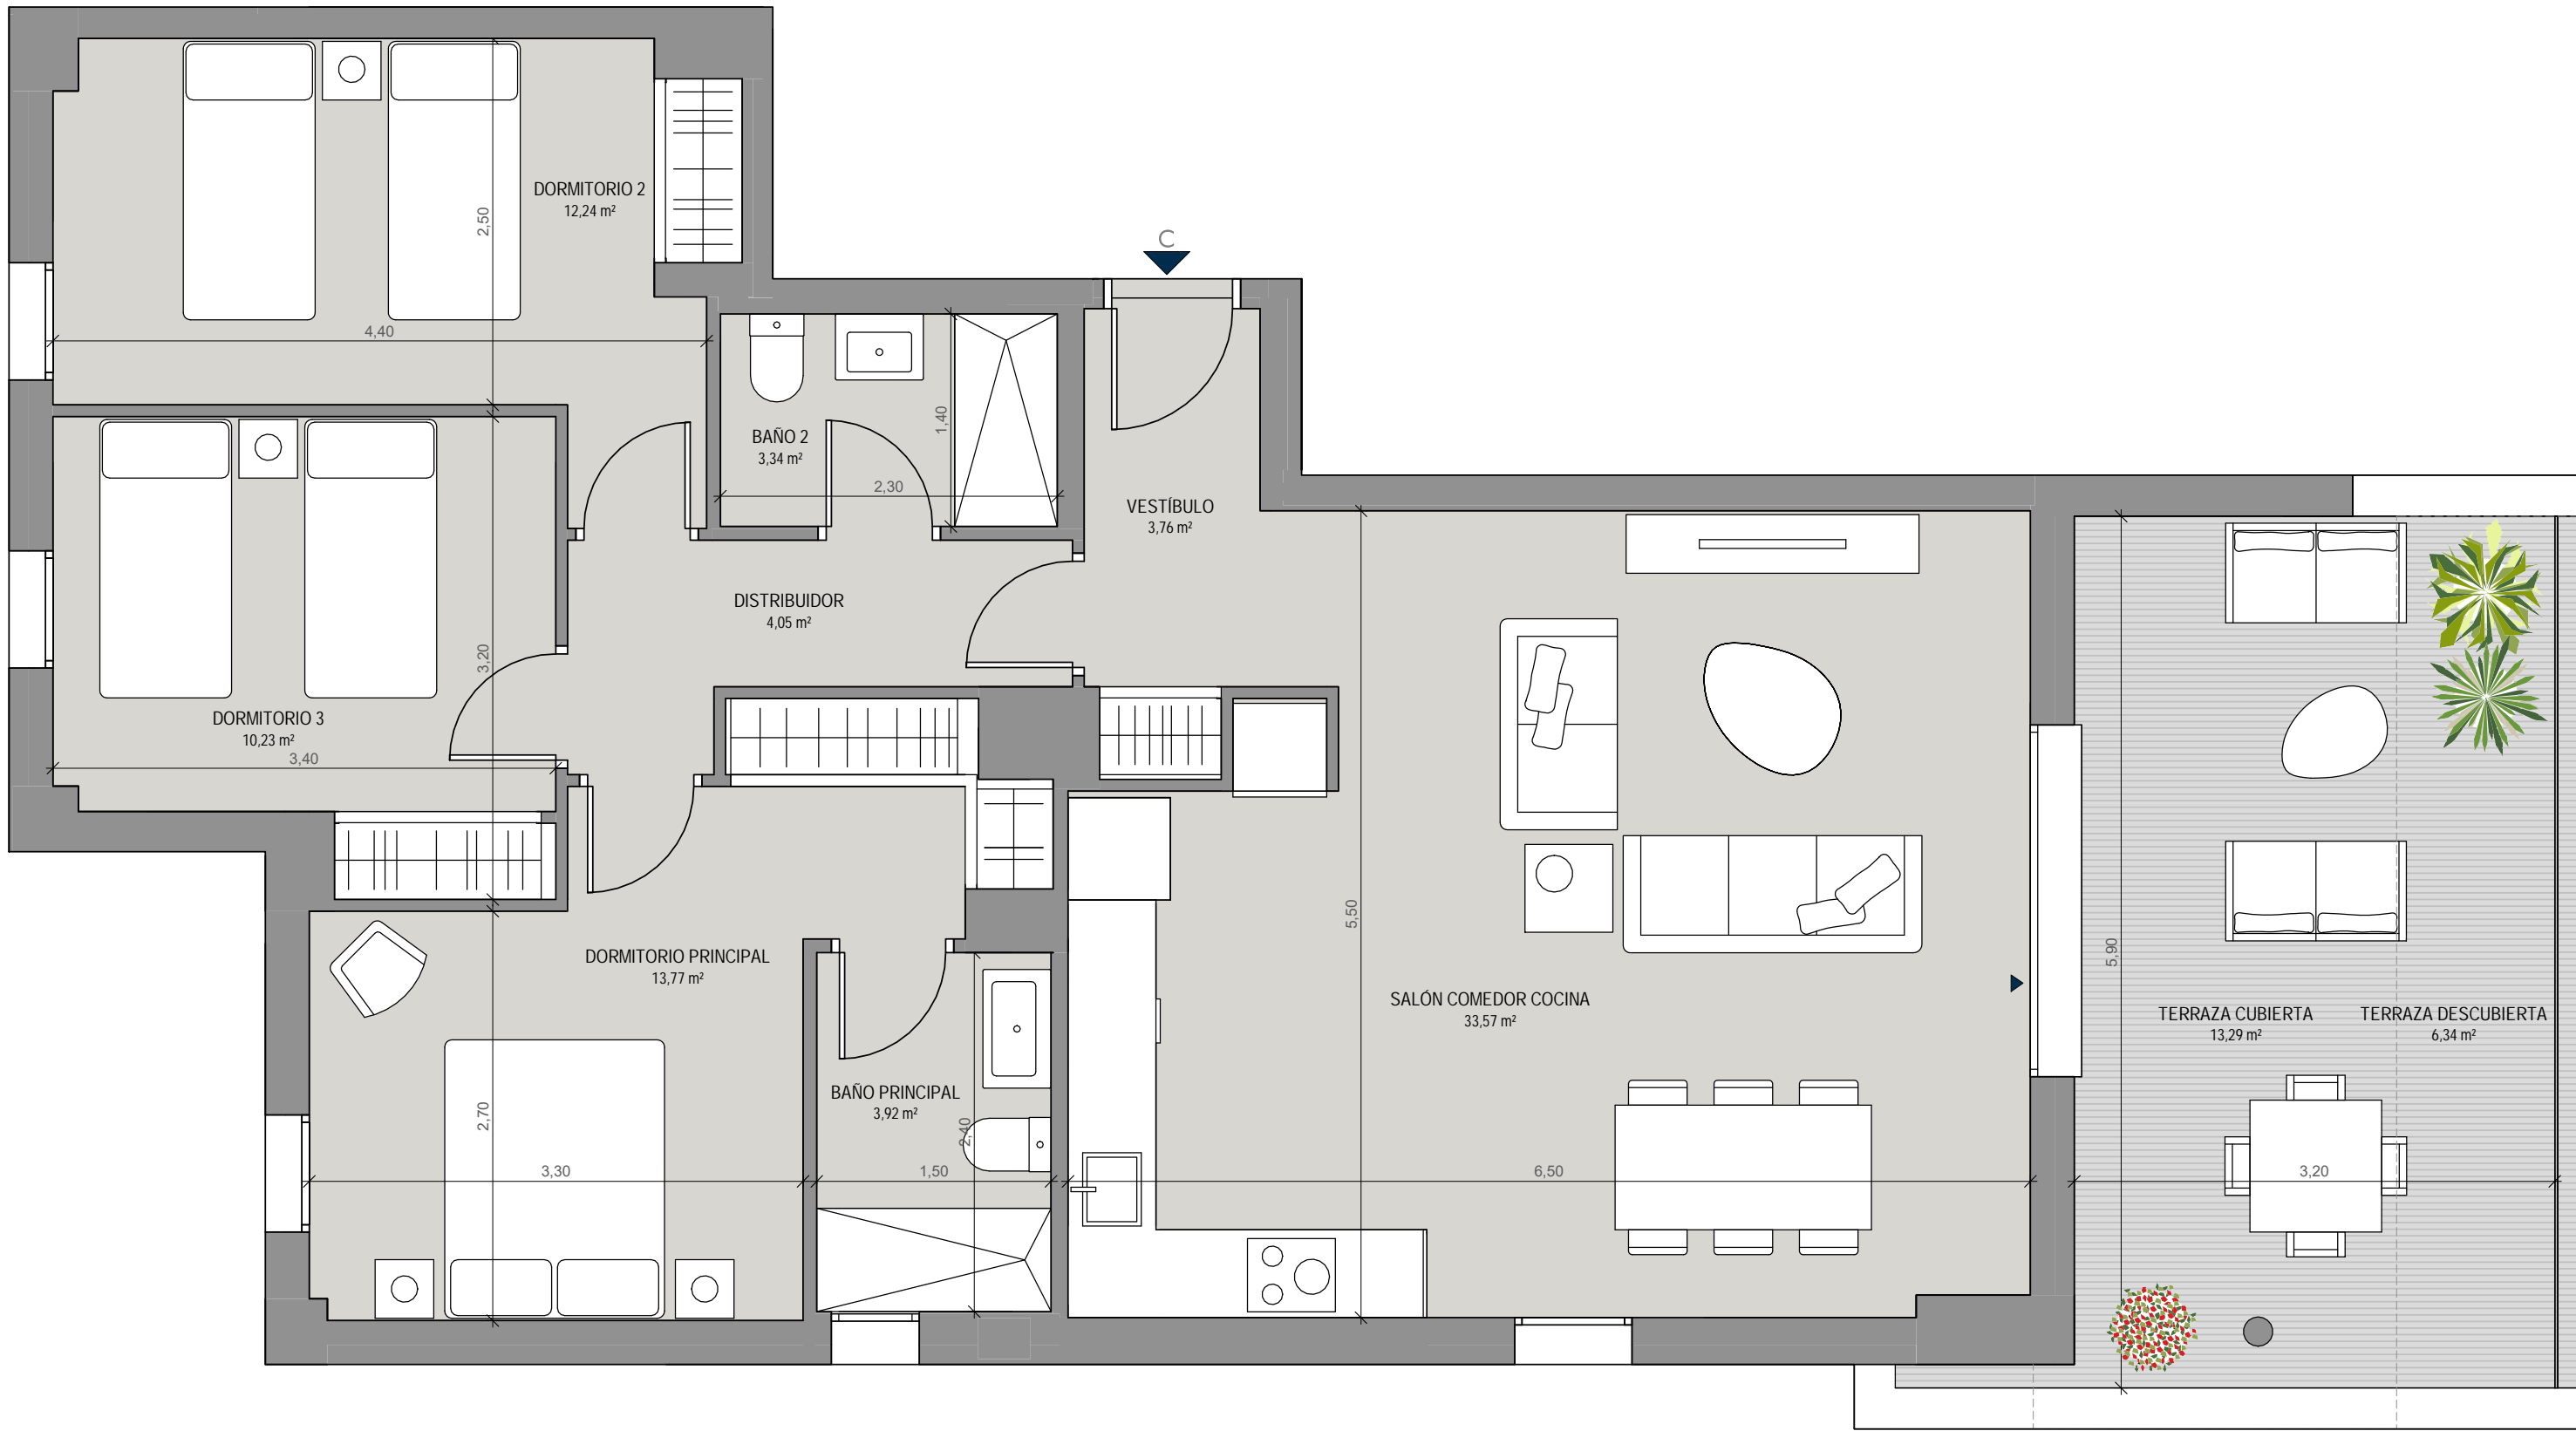 DORMITORIO 2
12,24 m²
2,50
4,40
C
BAÑO 2
3,34 m²
1,40
2,30
VESTÍBULO
3,76 m²
DISTRIBUIDOR
4,05 m²
3,20
DORMITORIO 3
10,23 m²
3,40
DORMITORIO PRINCIPAL
13,77 m²
2,70
3,30
BAÑO PRINCIPAL
3,92 m²
2,40
1,50
5,50
SALÓN COMEDOR COCINA
33,57 m²
6,50
5,90
TERRAZA CUBIERTA
13,29 m²
TERRAZA DESCUBIERTA
6,34 m²
3,20